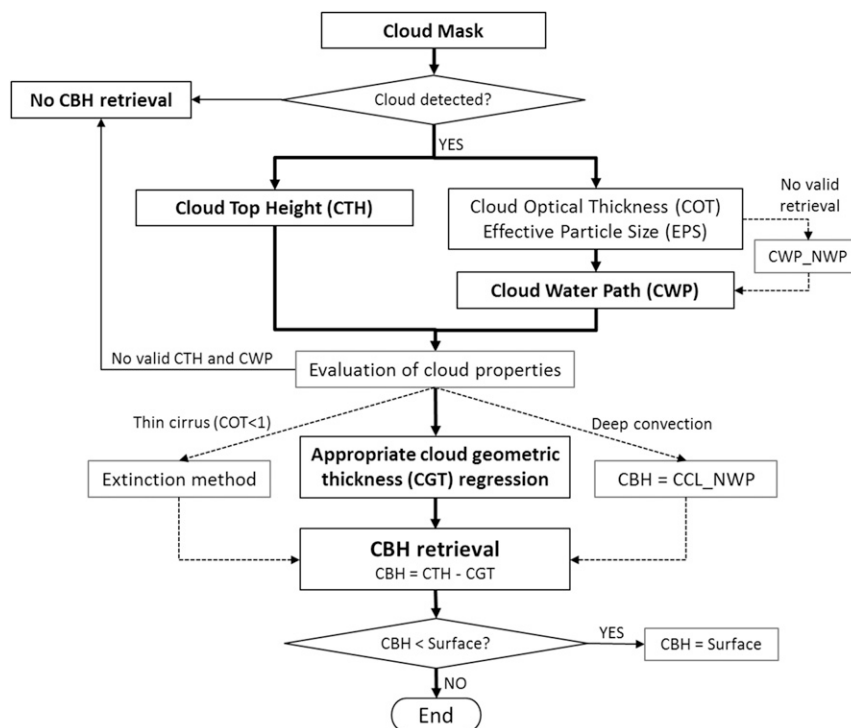 Cloud Mask
No CBH retrieval
Cloud detected?
YES
Cloud Top Height (CTH)
Cloud Optical Thickness (COT)
Effective Particle Size (EPS)
No valid
retrieval
CWP_NWP
Cloud Water Path (CWP)
No valid CTH and CWP
Evaluation of cloud properties
Thin cirrus (COT<1)
Deep convection
Extinction method
Appropriate cloud geometric
thickness (CGT) regression
CBH = CCL_NWP
CBH retrieval
CBH = CTH - CGT
CBH < Surface?
YES
CBH = Surface
NO
End